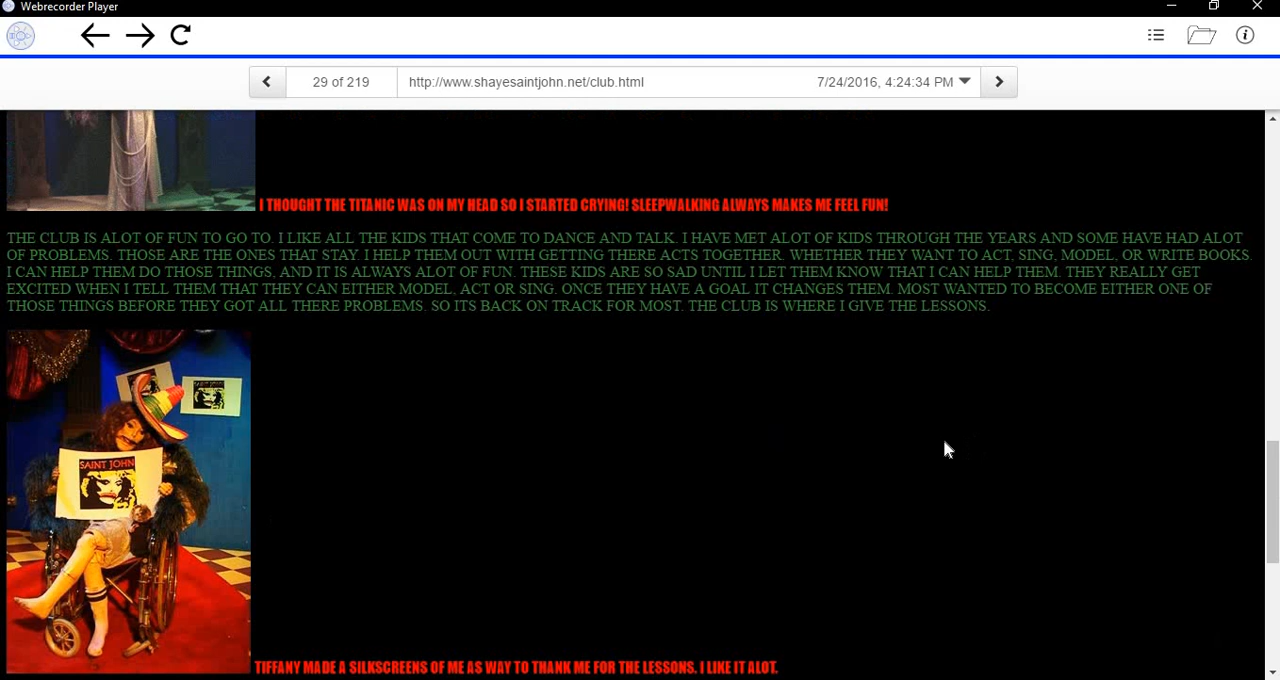 Webrecorder Player
29 of 219
http://www.shayesaintjohn.net/club.html
7/24/2016, 4:24:34 PM
I THOUGHT THE TITANIC WAS ON MY HEAD SO I STARTED CRYING! SLEEPWALKING ALWAYS MAKES ME FEEL FUN!
THE CLUB IS ALOT OF FUN TO GO TO. I LIKE ALL THE KIDS THAT COME TO DANCE AND TALK. I HAVE MET ALOT OF KIDS THROUGH THE YEARS AND SOME HAVE HAD ALOT
OF PROBLEMS. THOSE ARE THE ONES THAT STAY. I HELP THEM OUT WITH GETTING THERE ACTS TOGETHER. WHETHER THEY WANT TO ACT, SING, MODEL, OR WRITE BOOKS.
I CAN HELP THEM DO THOSE THINGS, AND IT IS ALWAYS ALOT OF FUN. THESE KIDS ARE SO SAD UNTIL I LET THEM KNOW THAT I CAN HELP THEM. THEY REALLY GET
EXCITED WHEN I TELL THEM THAT THEY CAN EITHER MODEL, ACT OR SING. ONCE THEY HAVE A GOAL IT CHANGES THEM. MOST WANTED TO BECOME EITHER ONE OF
THOSE THINGS BEFORE THEY GOT ALL THERE PROBLEMS. SO ITS BACK ON TRACK FOR MOST. THE CLUB IS WHERE I GIVE THE LESSONS.
SAINT JOHN
TIFFANY MADE A SILKSCREENS OF ME AS WAY TO THANK ME FOR THE LESSONS. I LIKE IT ALOT.